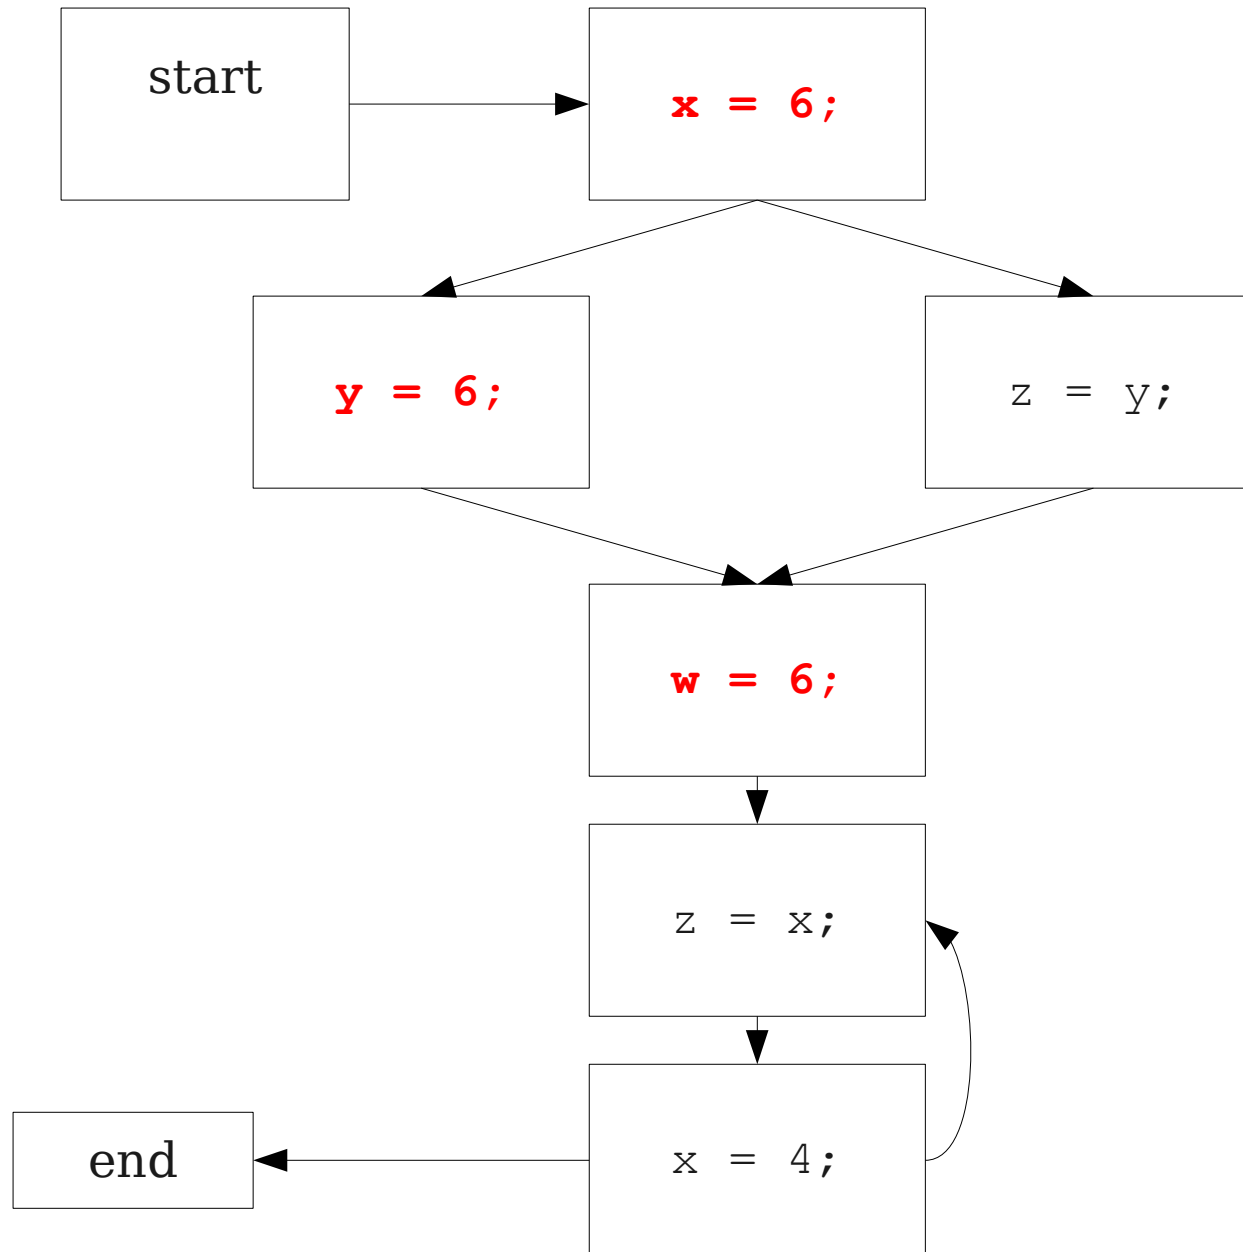 start
x = 6;
y = 6;
z = y;
w = 6;
z = x;
x = 4;
end